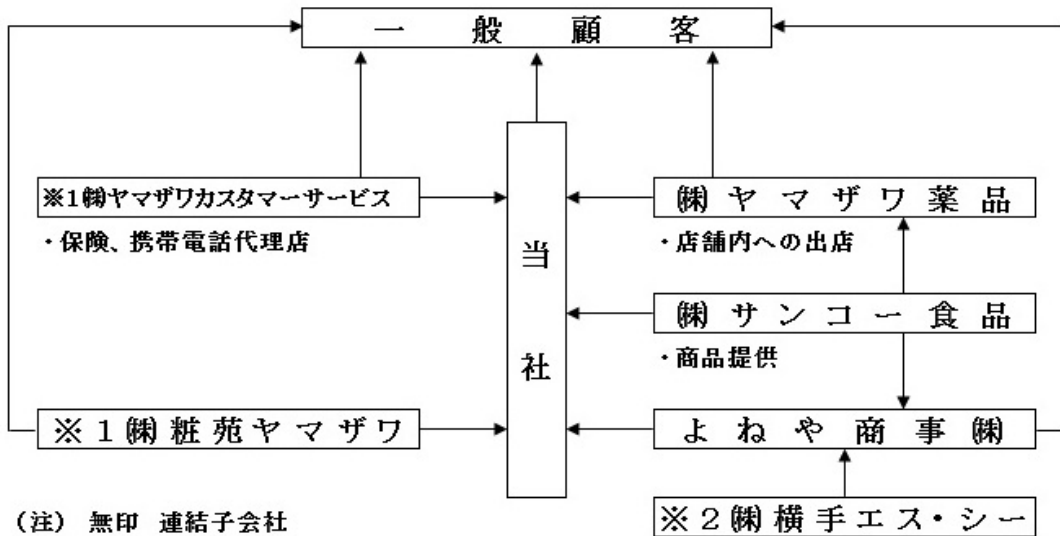 一般顧客
※1㈱ヤマザワカスタマーサービス
・保険、携帯電話代理店
㈱ヤマザワ薬品
・店舗内への出店
当社
㈱サンコー食品
・商品提供
※1㈱粧苑ヤマザワ
よねや商事㈱
※2㈱横手エス・シー
(注) 無印 連結子会社